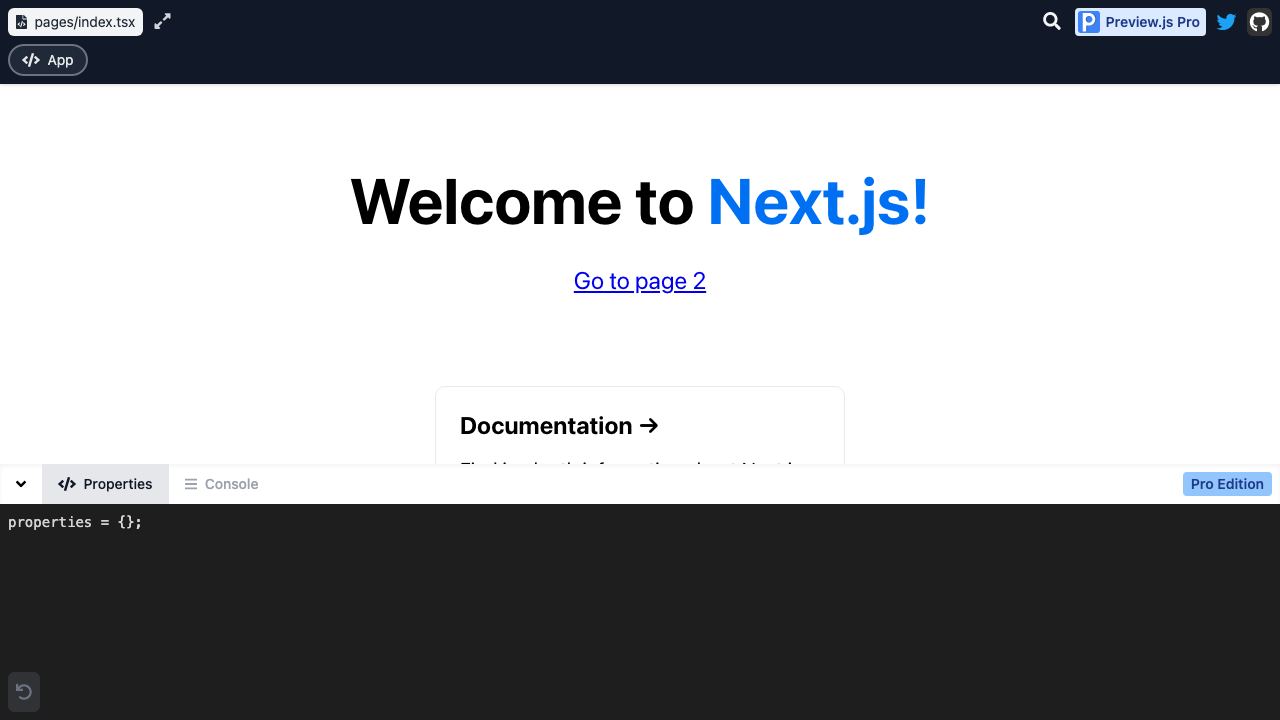 pages/index.tsx
Preview.js Pro
App
Welcome to Next.js!
Go to page 2
Documentation →
Properties
Console
Pro Edition
properties = {};